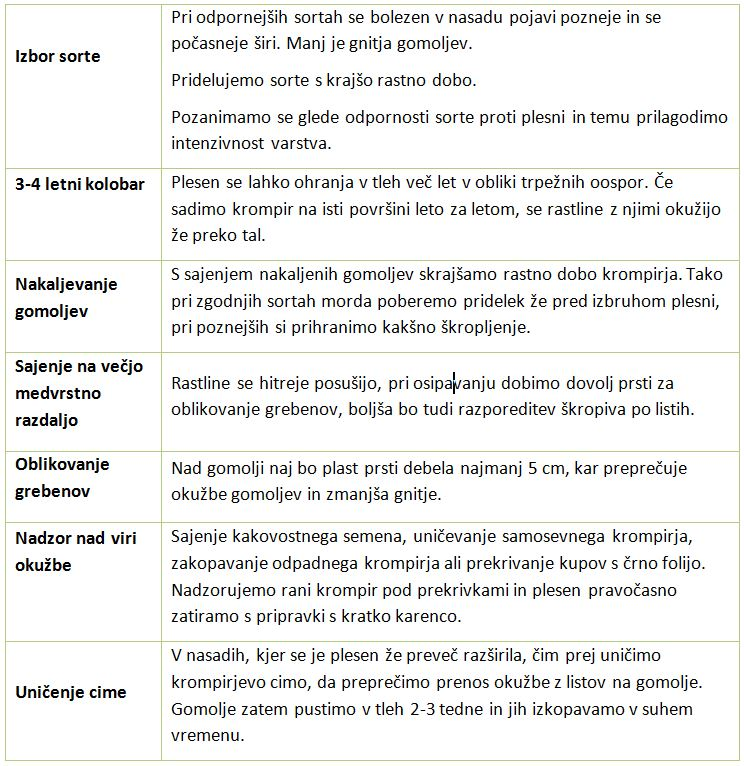 Izbor sorte
Pri odpornejših sortah se bolezen v nasadu pojavi pozneje in se
počasneje širi. Manj je gnitja gomoljev.
Pridelujemo sorte s krajšo rastno dobo.
Pozanimamo se glede odpornosti sorte proti plesni in temu prilagodimo
intenzivnost varstva.
3-4 letni kolobar
Plesen se lahko ohranja v tleh več let v obliki trpežnih oospor. Če
sadimo krompir na isti površini leto za letom, se rastline z njimi okužijo
že preko tal.
Nakaljevanje
gomoljev
S sajenjem nakaljenih gomoljev skrajšamo rastno dobo krompirja. Tako
pri zgodnjih sortah morda poberemo pridelek že pred izbruhom plesni,
pri poznejših si prihranimo kakšno škropljenje.
Sajenje na večjo
medvrstno
razdaljo
Rastline se hitreje posušijo, pri osipavanju dobimo dovolj prsti za
oblikovanje grebenov, boljša bo tudi razporeditev škropiva po listih.
Oblikovanje
grebenov
Nad gomolji naj bo plast prsti debela najmanj 5 cm, kar preprečuje
okužbe gomoljev in zmanjša gnitje.
Nadzor nad viri
okužbe
Sajenje kakovostnega semena, uničevanje samosevnega krompirja,
zakopavanje odpadnega krompirja ali prekrivanje kupov s črno folijo.
Nadzorujemo rani krompir pod prekrivkami in plesen pravočasno
zatiramo s pripravki s kratko karenco.
Uničenje cime
V nasadih, kjer se je plesen že preveč razširila, čim prej uničimo
krompirjevo cimo, da preprečimo prenos okužbe z listov na gomolje.
Gomolje zatem pustimo v tleh 2-3 tedne in jih izkopavamo v suhem
vremenu.